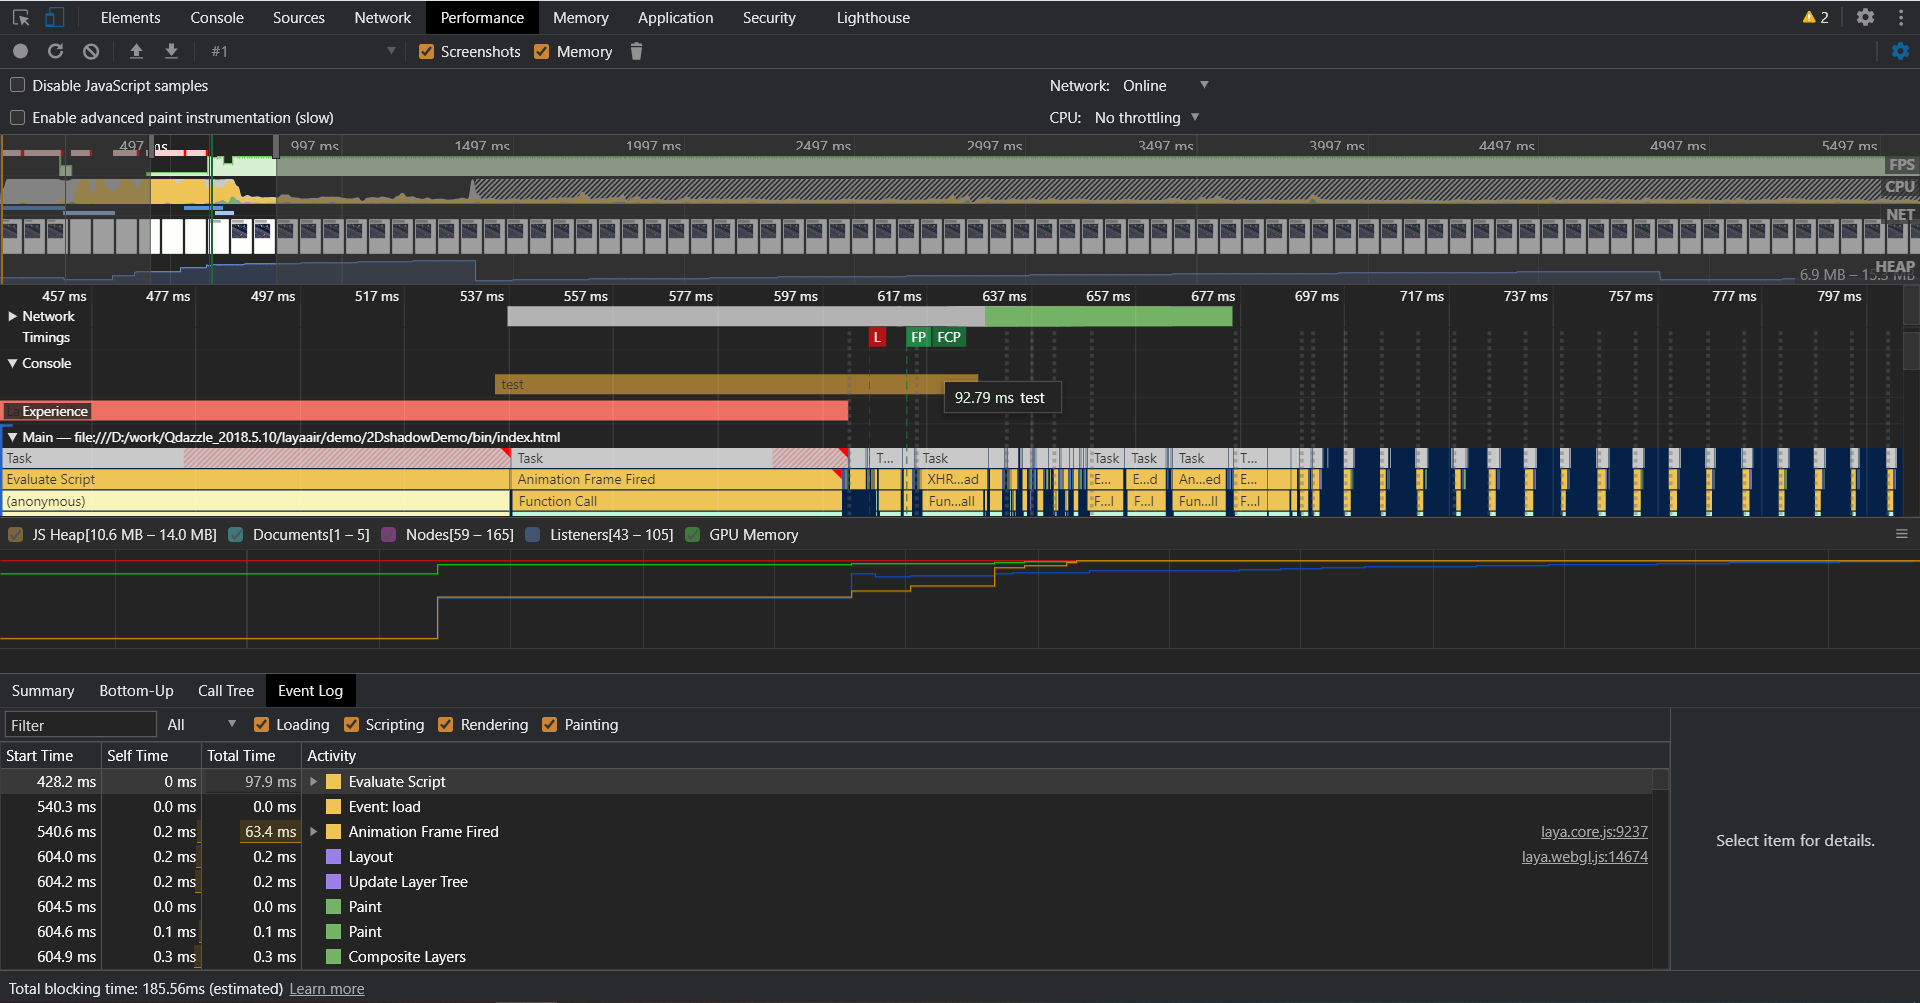 Elements Console Sources Network Performance Memory Application Security Lighthouse 2
#1 Screenshots Memory
Disable JavaScript samples Network: Online
Enable advanced paint instrumentation (slow) CPU: No throttling
497 ms 997 ms 1497 ms 1997 ms 2497 ms 2997 ms 3497 ms 3997 ms 4497 ms 4997 ms 5497 ms
FPS
CPU
NET
HEAP
6.9 MB – 15.3 MB
457 ms 477 ms 497 ms 517 ms 537 ms 557 ms 577 ms 597 ms 617 ms 637 ms 657 ms 677 ms 697 ms 717 ms 737 ms 757 ms 777 ms 797 ms
Network
Timings L FP FCP
Console
test
92.79 ms test
Experience
Main — file:///D:/work/Qdazzle_2018.5.10/layaair/demo/2DshadowDemo/bin/index.html
Task Task T... Task Task Task Task T...
Evaluate Script Animation Frame Fired XHR...ad E... E...d An...ed E...
(anonymous) Function Call Fun...all F...l F...l Fun...ll F...l
JS Heap[10.6 MB – 14.0 MB] Documents[1 – 5] Nodes[59 – 165] Listeners[43 – 105] GPU Memory
Summary Bottom-Up Call Tree Event Log
Filter All Loading Scripting Rendering Painting
Start Time Self Time Total Time Activity
428.2 ms 0 ms 97.9 ms Evaluate Script
540.3 ms 0.0 ms 0.0 ms Event: load
540.6 ms 0.2 ms 63.4 ms Animation Frame Fired laya.core.js:9237
604.0 ms 0.2 ms 0.2 ms Layout laya.webgl.js:14674
604.2 ms 0.2 ms 0.2 ms Update Layer Tree
604.5 ms 0.0 ms 0.0 ms Paint
604.6 ms 0.1 ms 0.1 ms Paint
604.9 ms 0.3 ms 0.3 ms Composite Layers
Select item for details.
Total blocking time: 185.56ms (estimated) Learn more